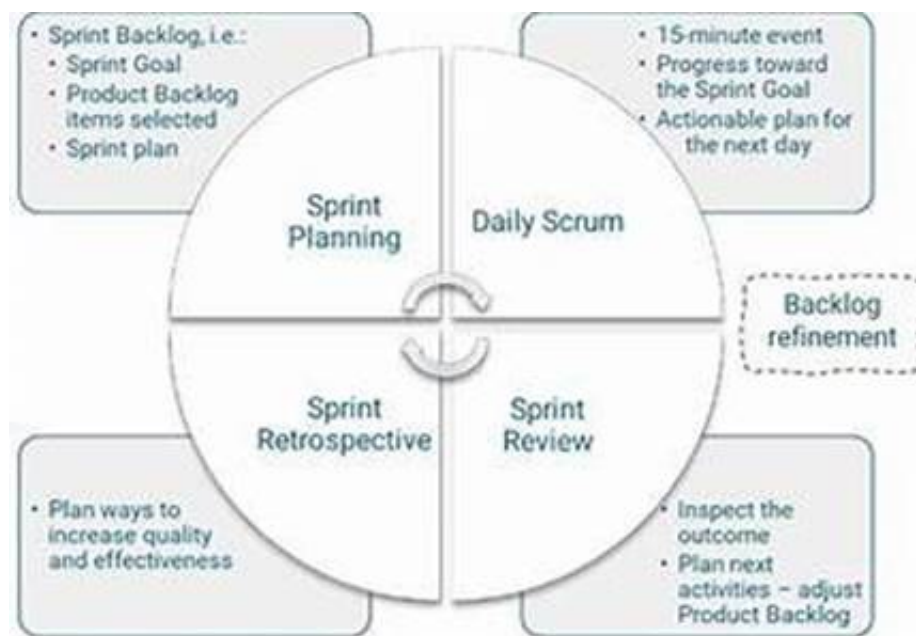 • Sprint Backlog, i.e.:
• Sprint Goal
• Product Backlog
items selected
• Sprint plan
• 15-minute event
• Progress toward
the Sprint Goal
• Actionable plan for
the next day
Sprint
Planning
Daily Scrum
Backlog
refinement
Sprint
Retrospective
Sprint
Review
• Plan ways to
increase quality
and effectiveness
• Inspect the
outcome
• Plan next
activities – adjust
Product Backlog